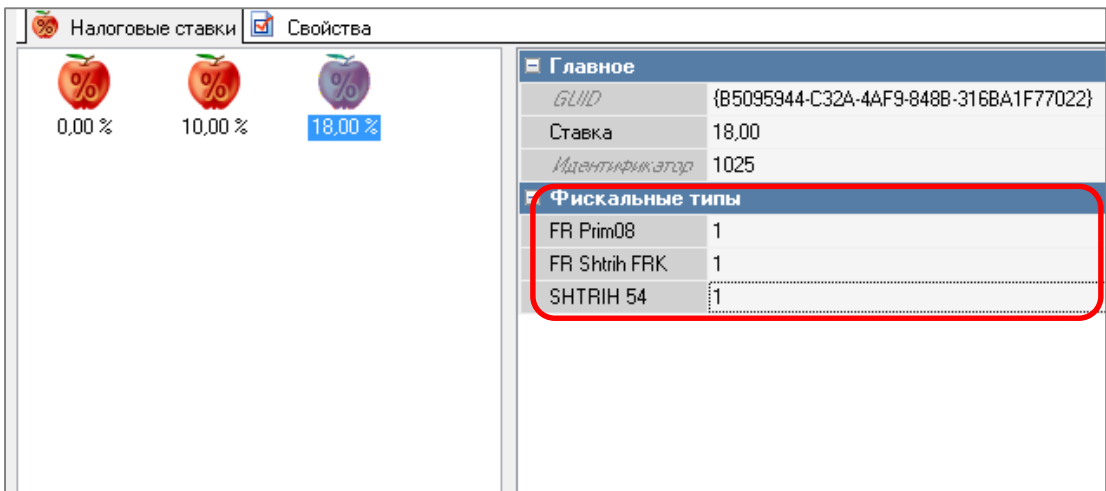 Налоговые ставки Свойства
% % %
0,00 % 10,00 % 18,00 %
Главное
GUID {B5095944-C32A-4AF9-848B-316BA1F77022}
Ставка 18,00
Идентификатор 1025
Фискальные типы
FR Prim08 1
FR Shtrih FRK 1
SHTRIH 54 1